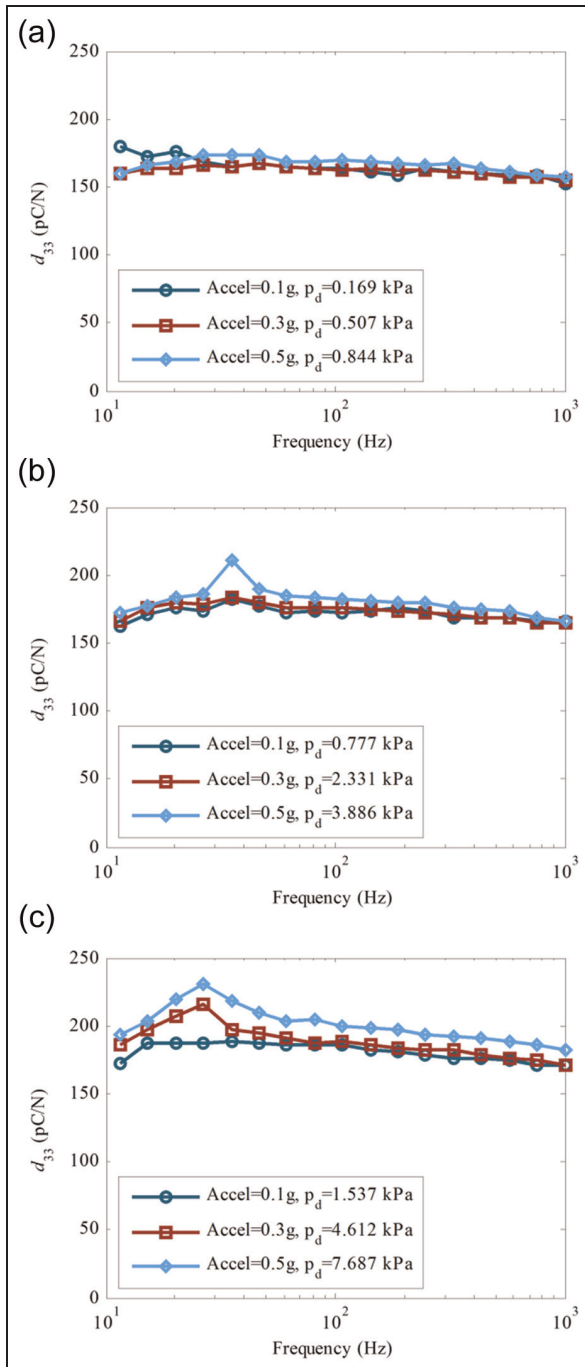 (a)
250
200
150
100
50
0
d33 (pC/N)
Accel=0.1g, pd=0.169 kPa
Accel=0.3g, pd=0.507 kPa
Accel=0.5g, pd=0.844 kPa
10^1 10^2 10^3
Frequency (Hz)
(b)
250
200
150
100
50
0
d33 (pC/N)
Accel=0.1g, pd=0.777 kPa
Accel=0.3g, pd=2.331 kPa
Accel=0.5g, pd=3.886 kPa
10^1 10^2 10^3
Frequency (Hz)
(c)
250
200
150
100
50
0
d33 (pC/N)
Accel=0.1g, pd=1.537 kPa
Accel=0.3g, pd=4.612 kPa
Accel=0.5g, pd=7.687 kPa
10^1 10^2 10^3
Frequency (Hz)